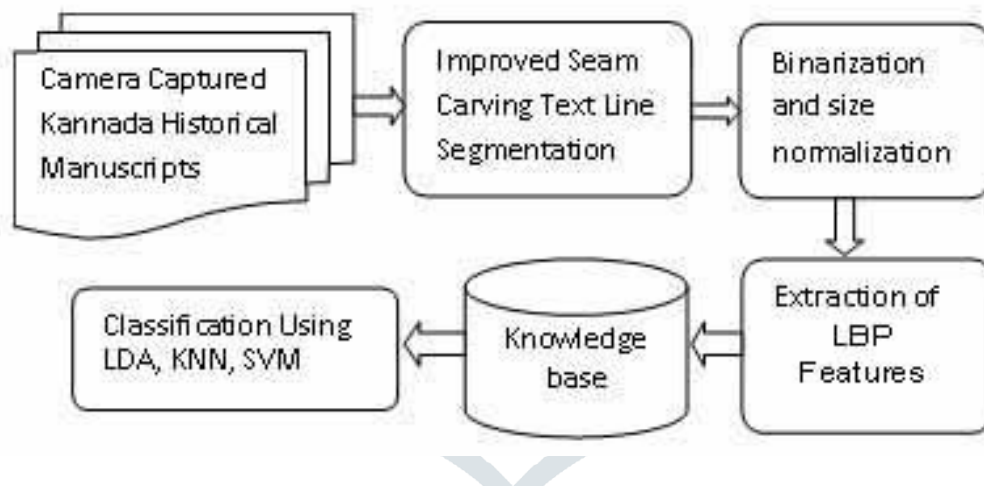 Camera Captured
Kannada Historical
Manuscripts
Improved Seam
Carving Text Line
Segmentation
Binarization
and size
normalization
Extraction of
LBP
Features
Knowledge
base
Classification Using
LDA, KNN, SVM